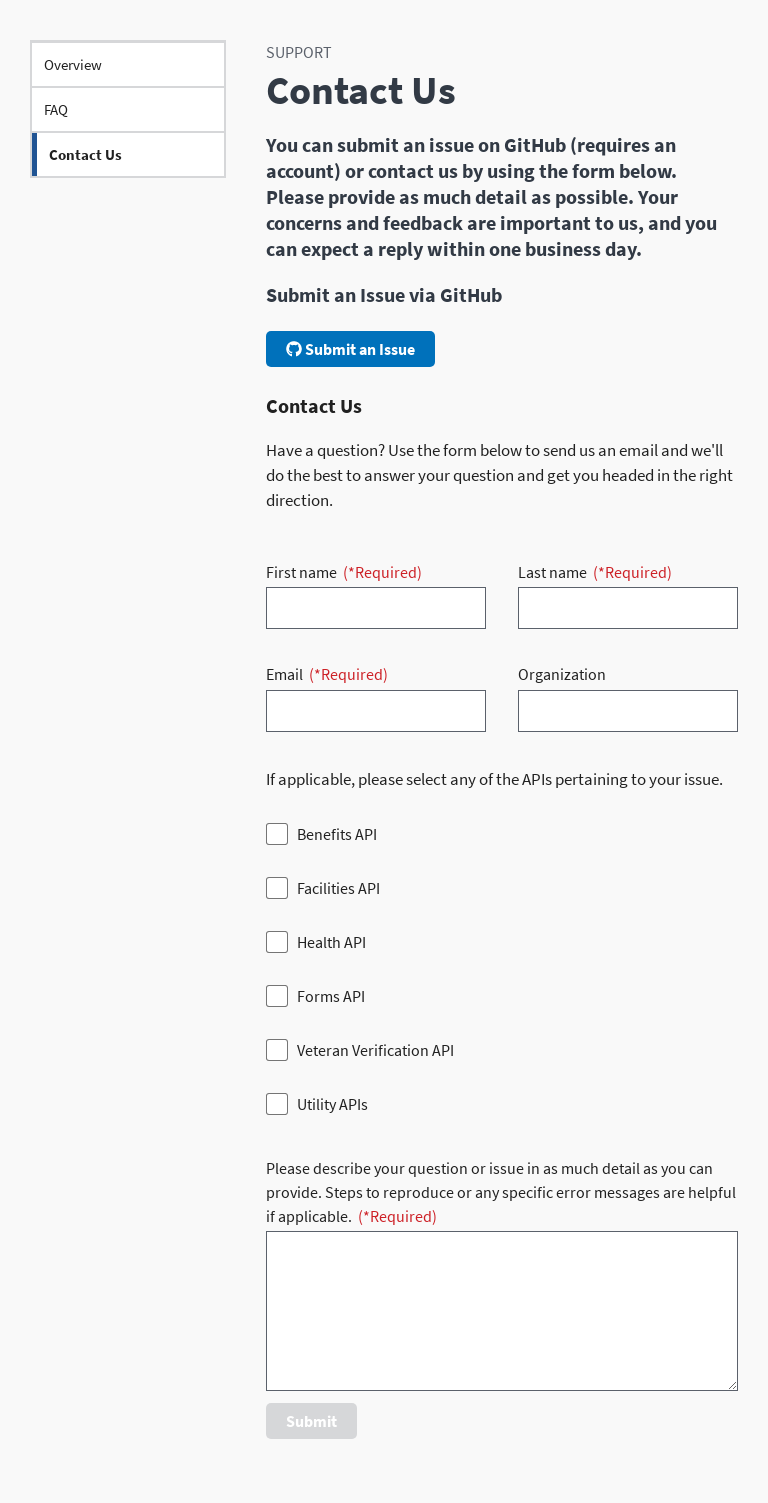 Overview
FAQ
Contact Us
SUPPORT
Contact Us
You can submit an issue on GitHub (requires an
account) or contact us by using the form below.
Please provide as much detail as possible. Your
concerns and feedback are important to us, and you
can expect a reply within one business day.
Submit an Issue via GitHub
Submit an Issue
Contact Us
Have a question? Use the form below to send us an email and we'll
do the best to answer your question and get you headed in the right
direction.
First name (*Required)
Last name (*Required)
Email (*Required)
Organization
If applicable, please select any of the APIs pertaining to your issue.
Benefits API
Facilities API
Health API
Forms API
Veteran Verification API
Utility APIs
Please describe your question or issue in as much detail as you can
provide. Steps to reproduce or any specific error messages are helpful
if applicable. (*Required)
Submit